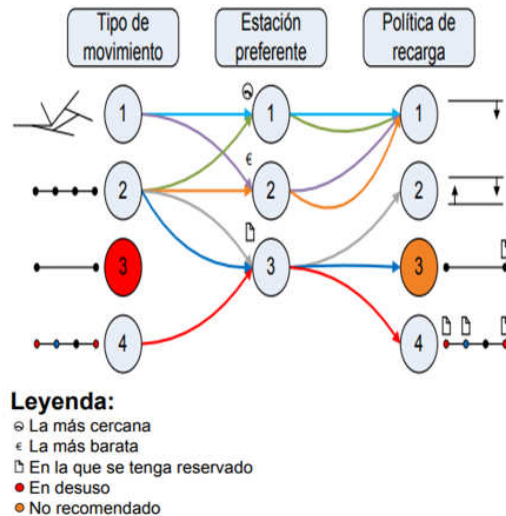 Tipo de movimiento
Estación preferente
Política de recarga
1
1
1
€
2
2
2
3
3
3
4
4
Leyenda:
La más cercana
€ La más barata
En la que se tenga reservado
En desuso
No recomendado